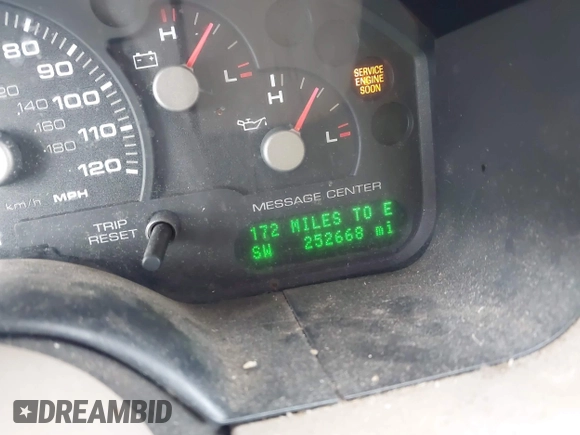 80
90
100
110
120
120
140
160
180
km/h MPH
H
L
H
L
SERVICE
ENGINE
SOON
MESSAGE CENTER
TRIP
RESET
172 MILES TO E
SW 252668 mi
DREAMBID